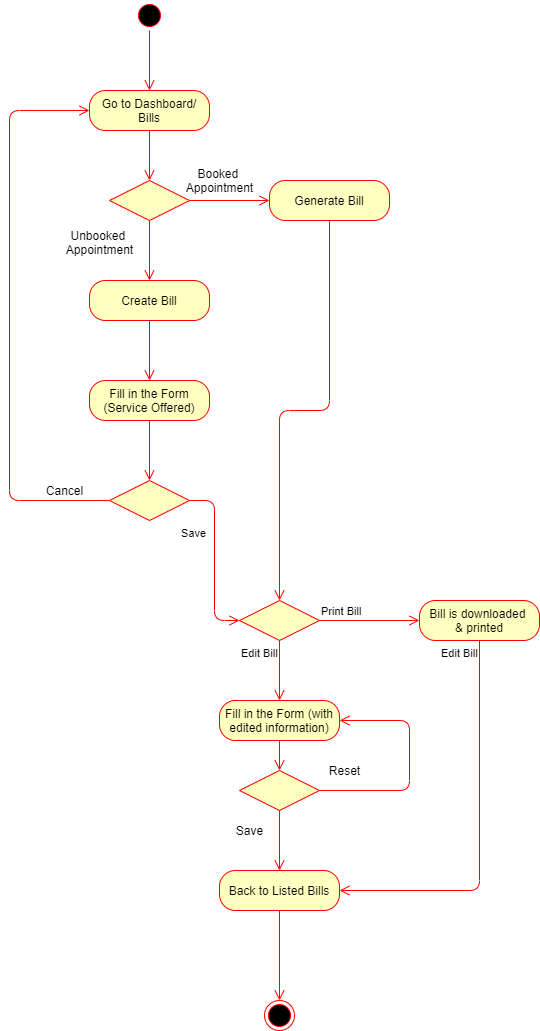 Go to Dashboard/
Bills
Booked
Appointment
Generate Bill
Unbooked
Appointment
Create Bill
Fill in the Form
(Service Offered)
Cancel
Save
Print Bill
Bill is downloaded
& printed
Edit Bill
Edit Bill
Fill in the Form (with
edited information)
Reset
Save
Back to Listed Bills